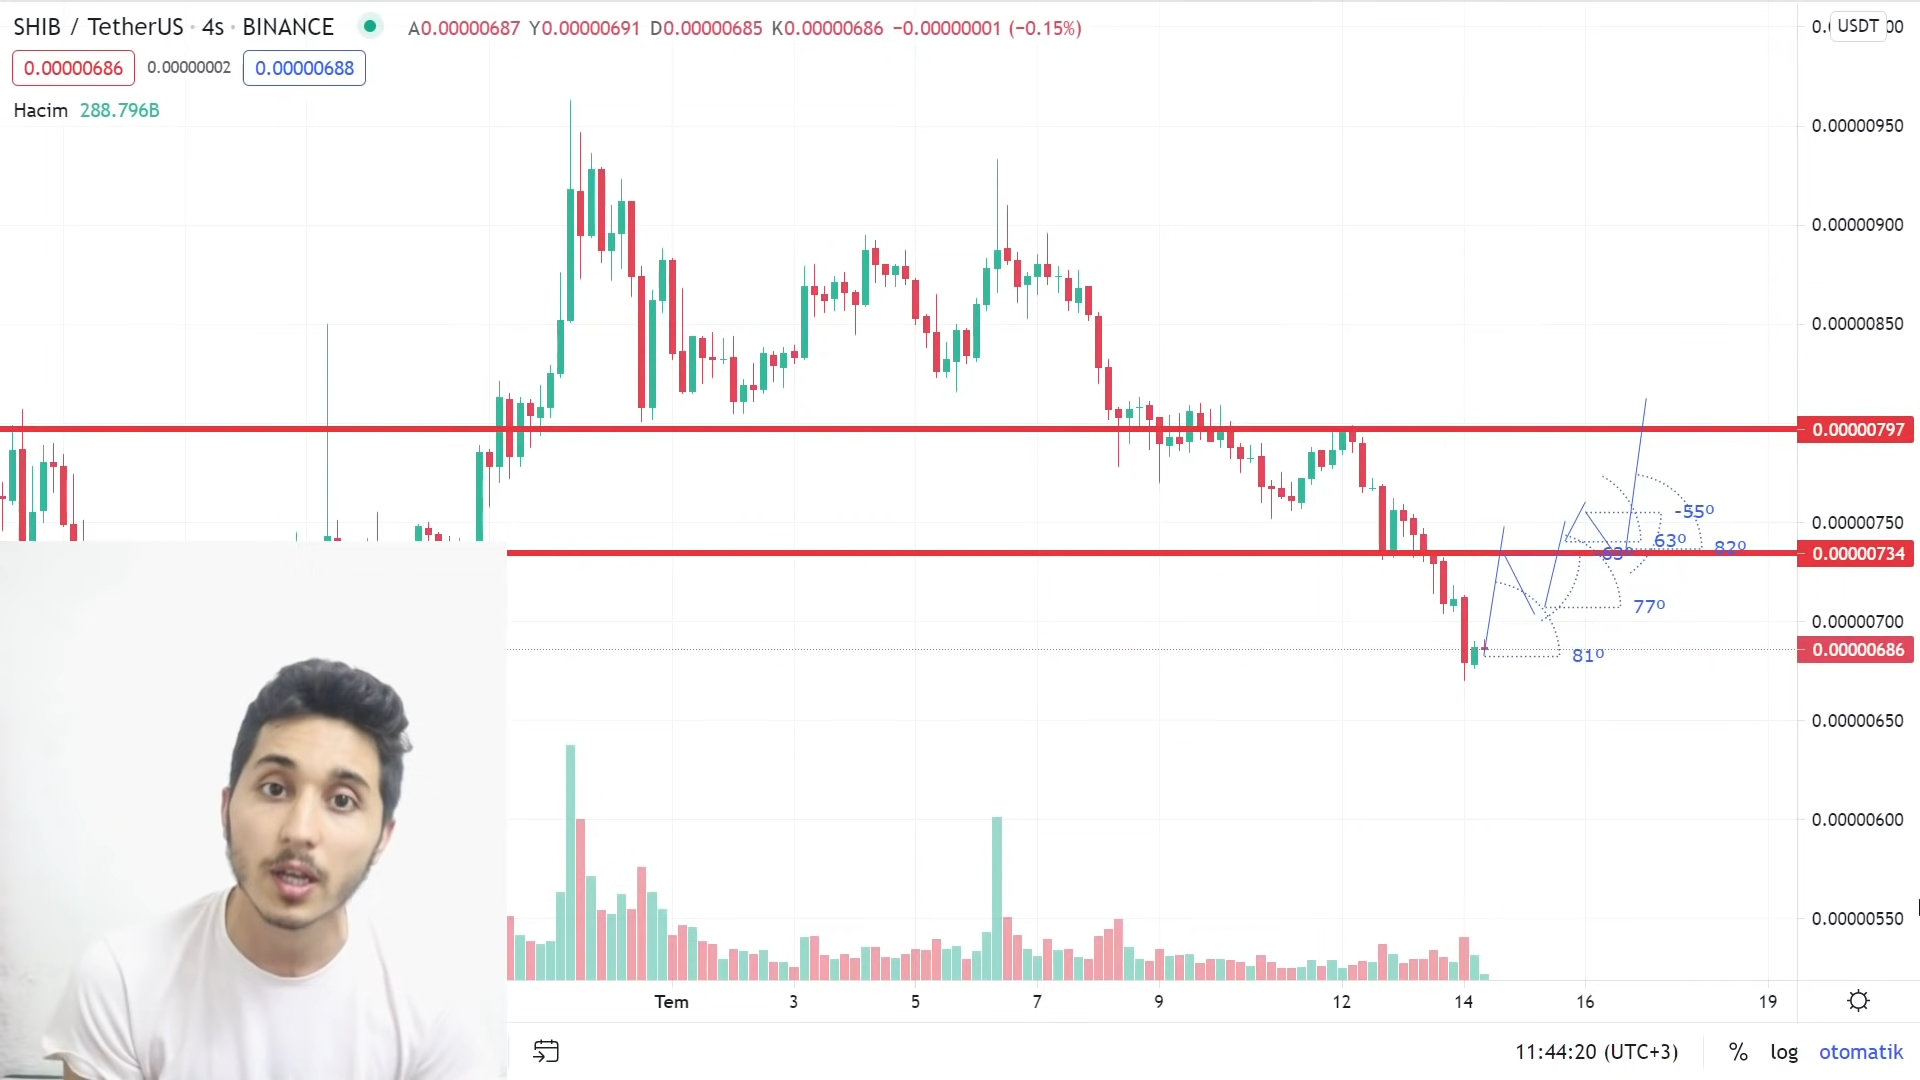 SHIB / TetherUS · 4s · BINANCE A0.00000687 Y0.00000691 D0.00000685 K0.00000686 −0.00000001 (−0.15%)
0.00000686 0.00000002 0.00000688
Hacim 288.796B
USDT
0.00000950
0.00000900
0.00000850
0.00000797
0.00000750
0.00000734
0.00000700
0.00000686
0.00000650
0.00000600
0.00000550
-55º
63º
82º
77º
81º
Tem 3 5 7 9 12 14 16 19
11:44:20 (UTC+3) % log otomatik